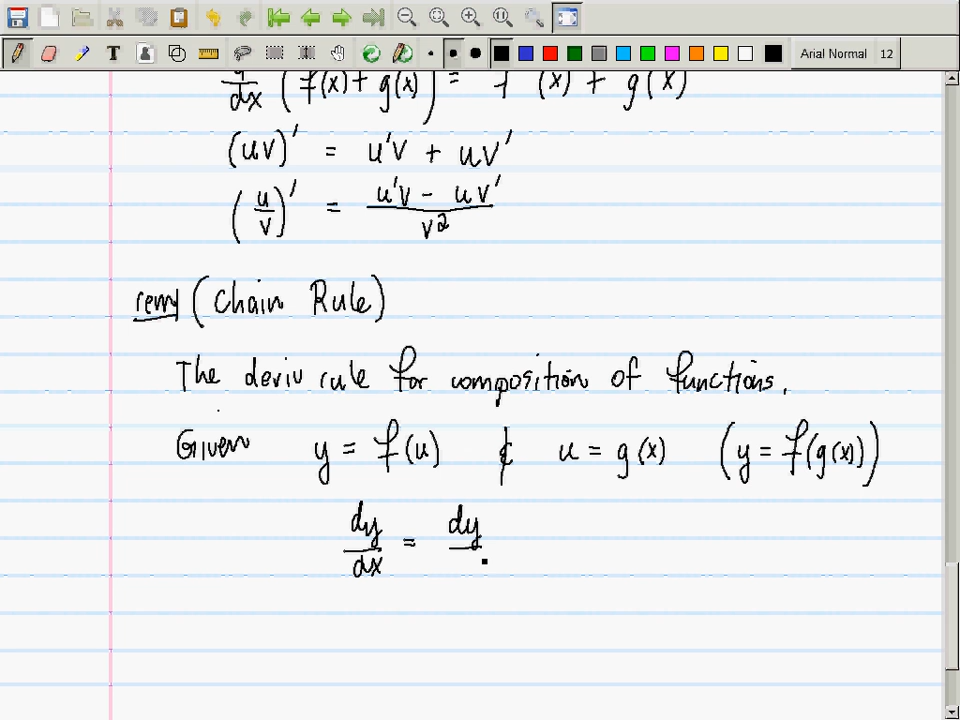 Arial Normal 12
d/dx (f(x) + g(x)) = f (x) + g(x)
(uv)' = u'v + uv'
(u/v)' = u'v - uv' / v²
rem (Chain Rule)
The deriv rule for composition of functions.
Given y = f(u) & u = g(x) (y = f(g(x)))
dy/dx = dy